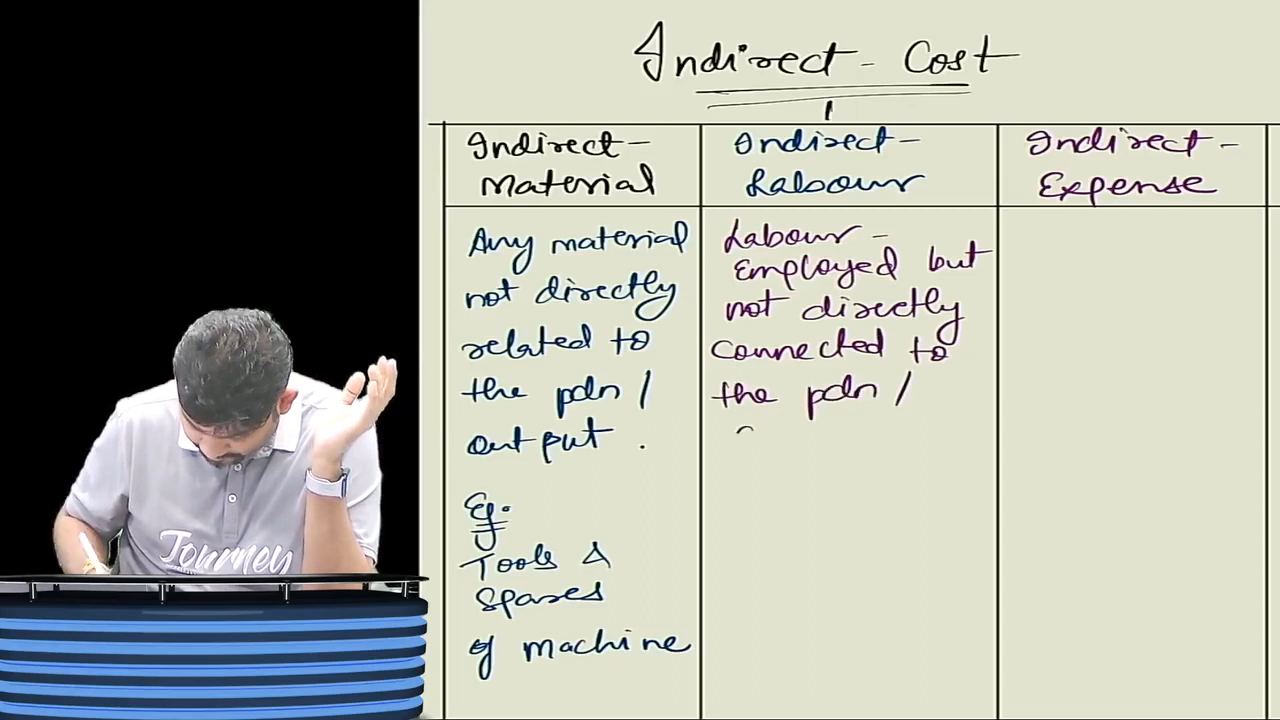 Indirect - Cost
Indirect -
Material
Any material
not directly
related to
the pdn /
output .
Eg.
Tools &
Spares
of machine
Indirect -
Labour
Labour -
Employed but
not directly
connected to
the pdn /
Indirect -
Expense
Journey